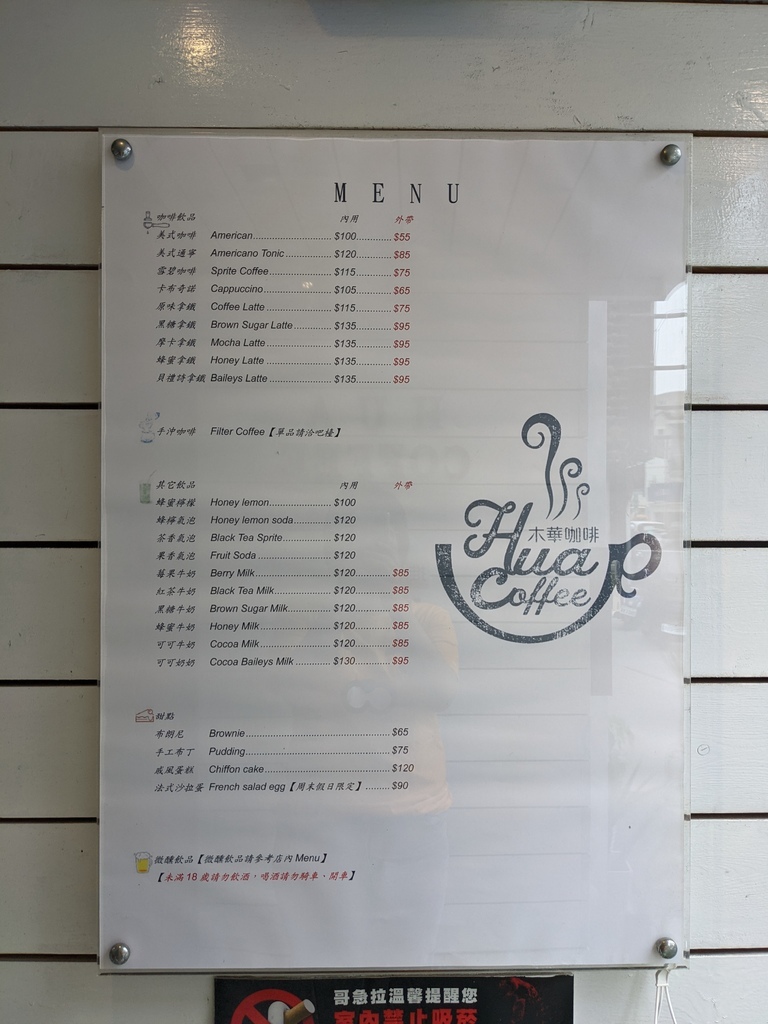 MENU
咖啡飲品 內用 外帶
美式咖啡 American $100 $55
美式通寧 Americano Tonic $120 $85
雪碧咖啡 Sprite Coffee $115 $75
卡布奇諾 Cappuccino $105 $65
原味拿鐵 Coffee Latte $115 $75
黑糖拿鐵 Brown Sugar Latte $135 $95
摩卡拿鐵 Mocha Latte $135 $95
蜂蜜拿鐵 Honey Latte $135 $95
貝禮詩拿鐵 Baileys Latte $135 $95
手沖咖啡 Filter Coffee【單品請洽吧檯】
其它飲品 內用 外帶
蜂蜜檸檬 Honey lemon $100
蜂檸氣泡 Honey lemon soda $120
茶香氣泡 Black Tea Sprite $120
果香氣泡 Fruit Soda $120
莓果牛奶 Berry Milk $120 $85
紅茶牛奶 Black Tea Milk $120 $85
黑糖牛奶 Brown Sugar Milk $120 $85
蜂蜜牛奶 Honey Milk $120 $85
可可牛奶 Cocoa Milk $120 $85
可可奶奶 Cocoa Baileys Milk $130 $95
甜點
布朗尼 Brownie $65
手工布丁 Pudding $75
戚風蛋糕 Chiffon cake $120
法式沙拉蛋 French salad egg【周末假日限定】 $90
微醺飲品【微醺飲品請參考店內 Menu】
【未滿 18 歲請勿飲酒，喝酒請勿騎車、開車】
木華咖啡
Hua
Coffee
哥急拉溫馨提醒您
室內禁止吸菸